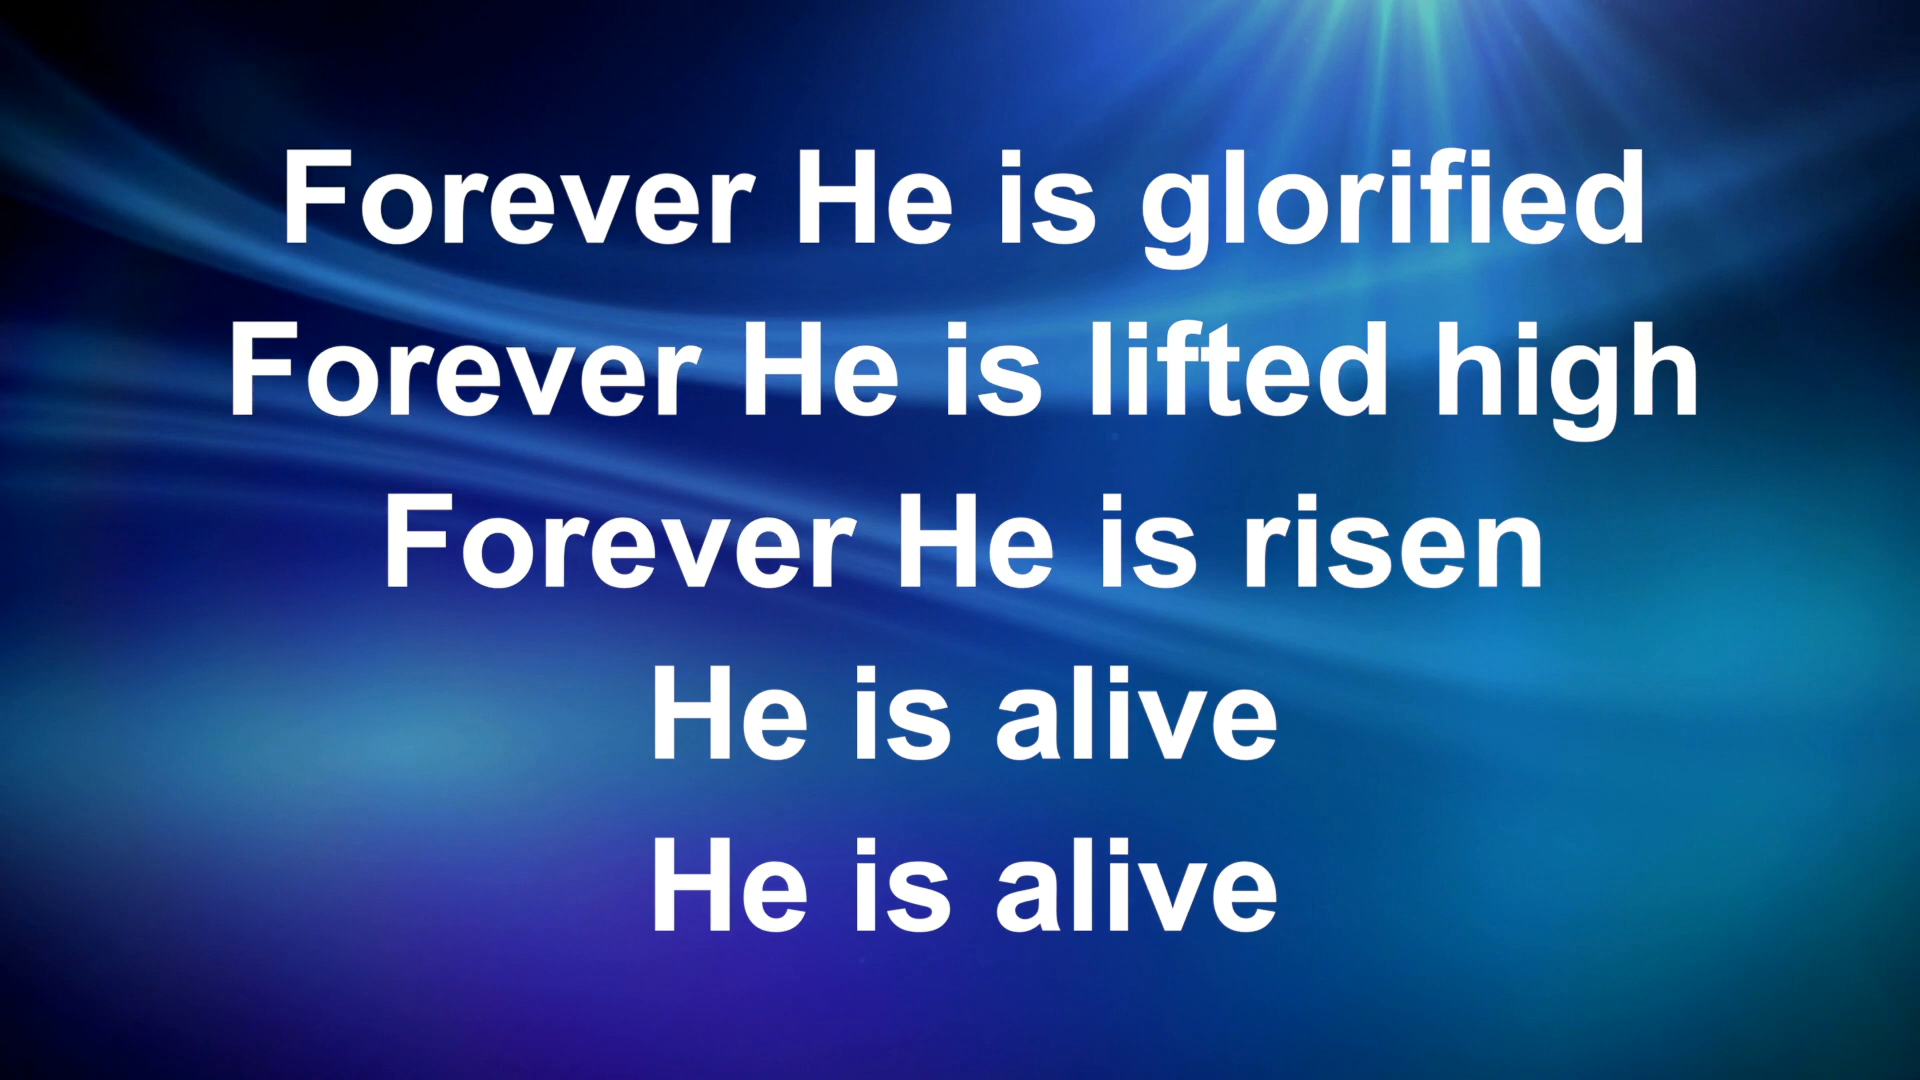 Forever He is glorified
Forever He is lifted high
Forever He is risen
He is alive
He is alive